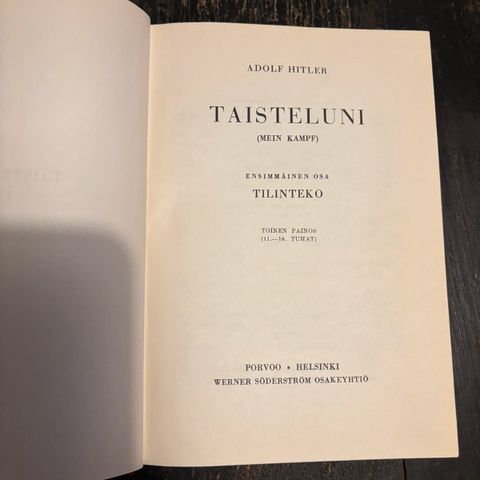 ADOLF HITLER
TAISTELUNI
(MEIN KAMPF)
ENSIMMÄINEN OSA
TILINTEKO
TOINEN PAINOS
(11.—18. TUHAT)
PORVOO • HELSINKI
WERNER SÖDERSTRÖM OSAKEYHTIÖ